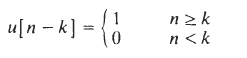 u[n − k] = { 1 n ≥ k
0 n < k